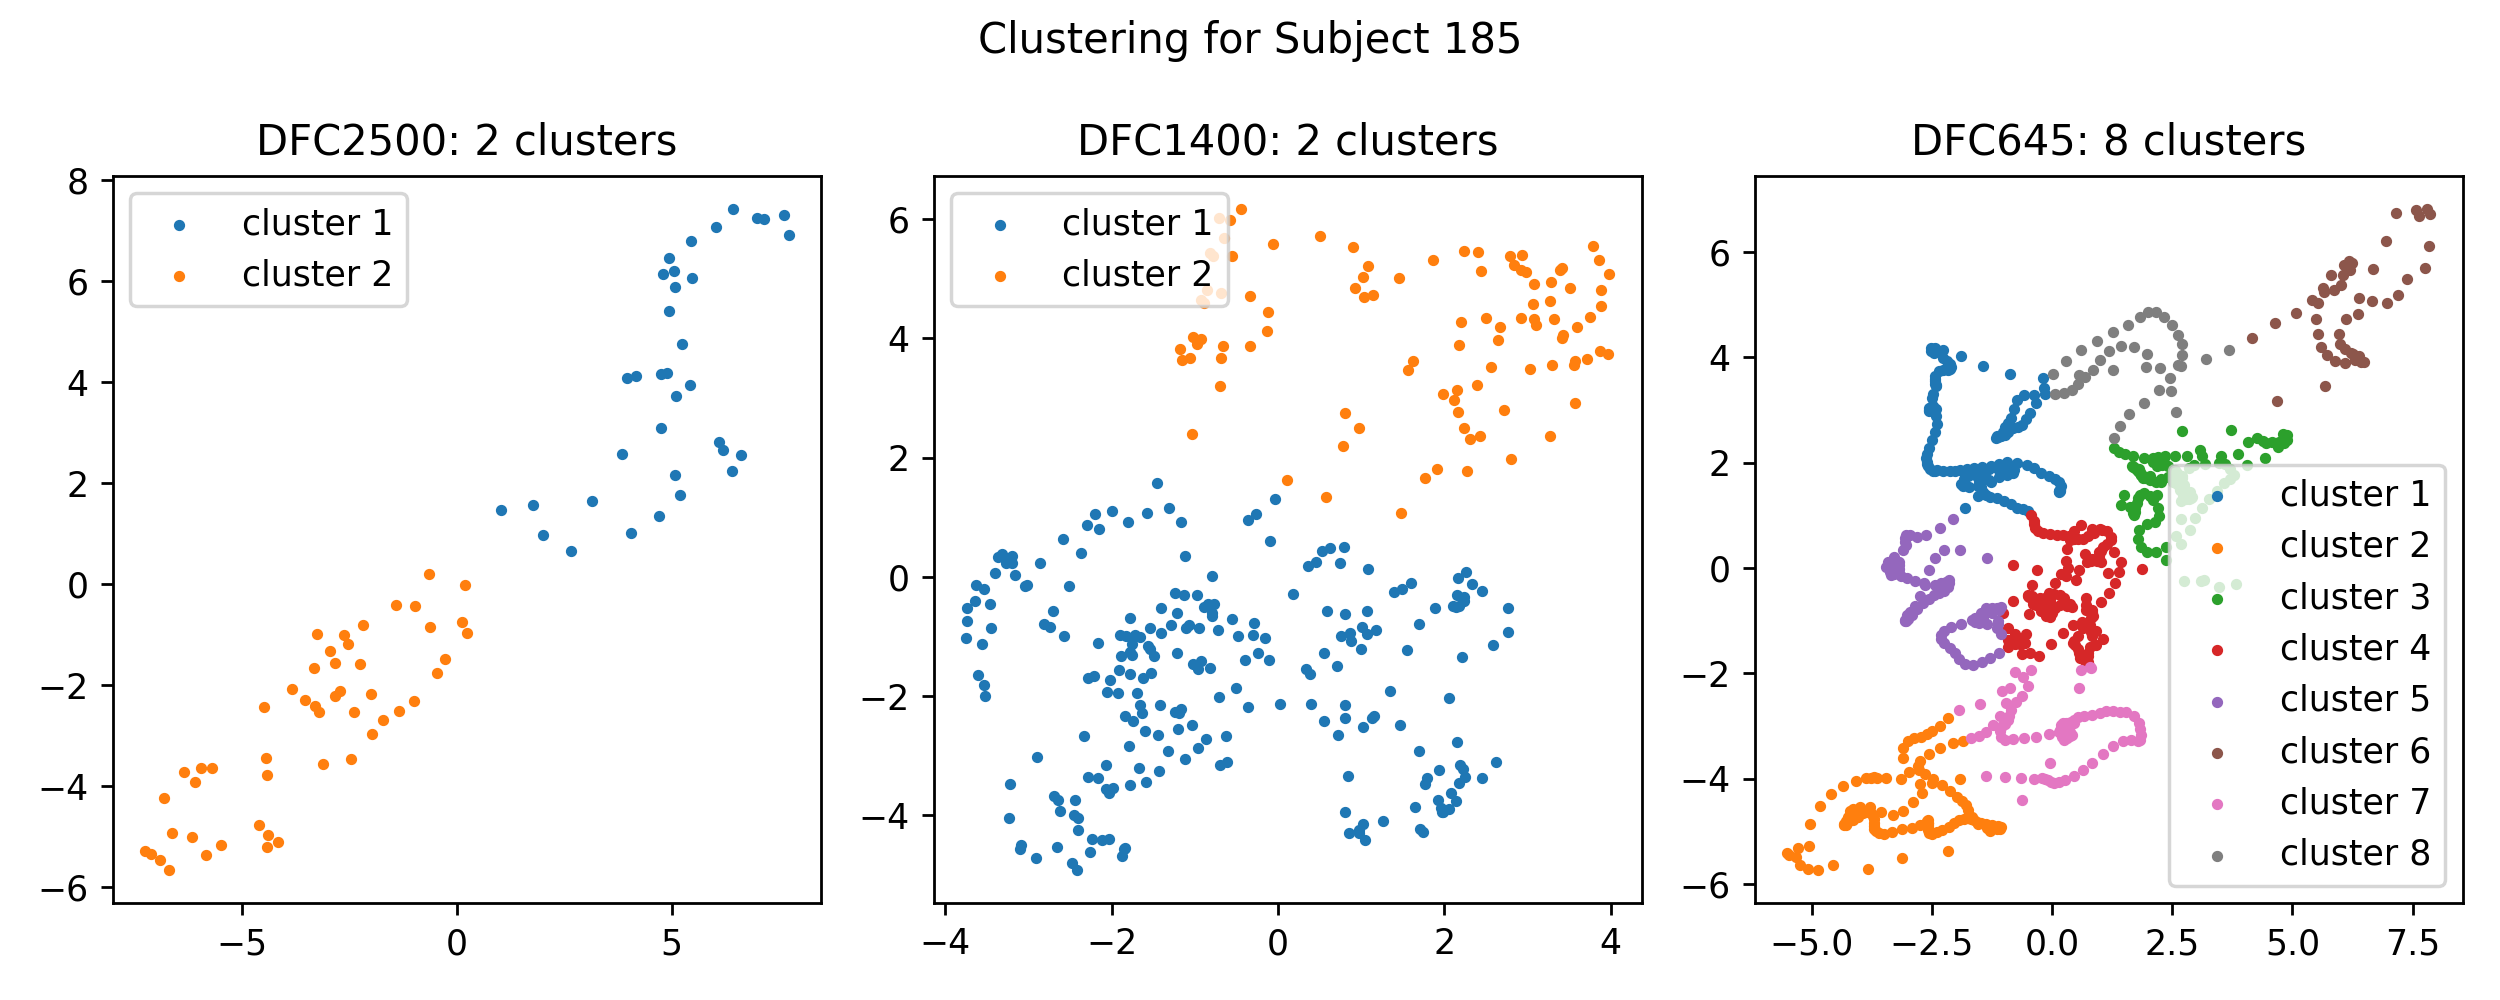 Clustering for Subject 185
DFC2500: 2 clusters
8
6
4
2
0
−2
−4
−6
−5
0
5
cluster 1
cluster 2
DFC1400: 2 clusters
6
4
2
0
−2
−4
−4
−2
0
2
4
cluster 1
cluster 2
DFC645: 8 clusters
6
4
2
0
−2
−4
−6
−5.0
−2.5
0.0
2.5
5.0
7.5
cluster 1
cluster 2
cluster 3
cluster 4
cluster 5
cluster 6
cluster 7
cluster 8